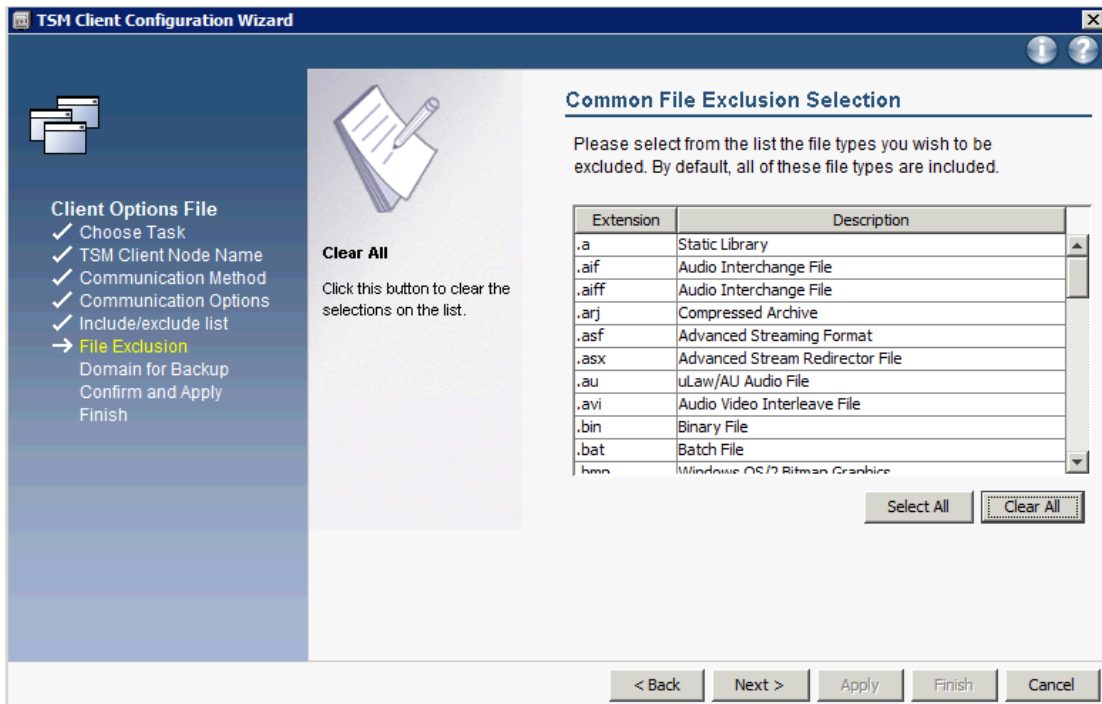 TSM Client Configuration Wizard
Client Options File
Choose Task
TSM Client Node Name
Communication Method
Communication Options
Include/exclude list
File Exclusion
Domain for Backup
Confirm and Apply
Finish
Clear All
Click this button to clear the
selections on the list.
Common File Exclusion Selection
Please select from the list the file types you wish to be
excluded. By default, all of these file types are included.
Extension Description
.a Static Library
.aif Audio Interchange File
.aiff Audio Interchange File
.arj Compressed Archive
.asf Advanced Streaming Format
.asx Advanced Stream Redirector File
.au uLaw/AU Audio File
.avi Audio Video Interleave File
.bin Binary File
.bat Batch File
.bmp Windows OS/2 Bitmap Graphics
Select All Clear All
< Back Next > Apply Finish Cancel